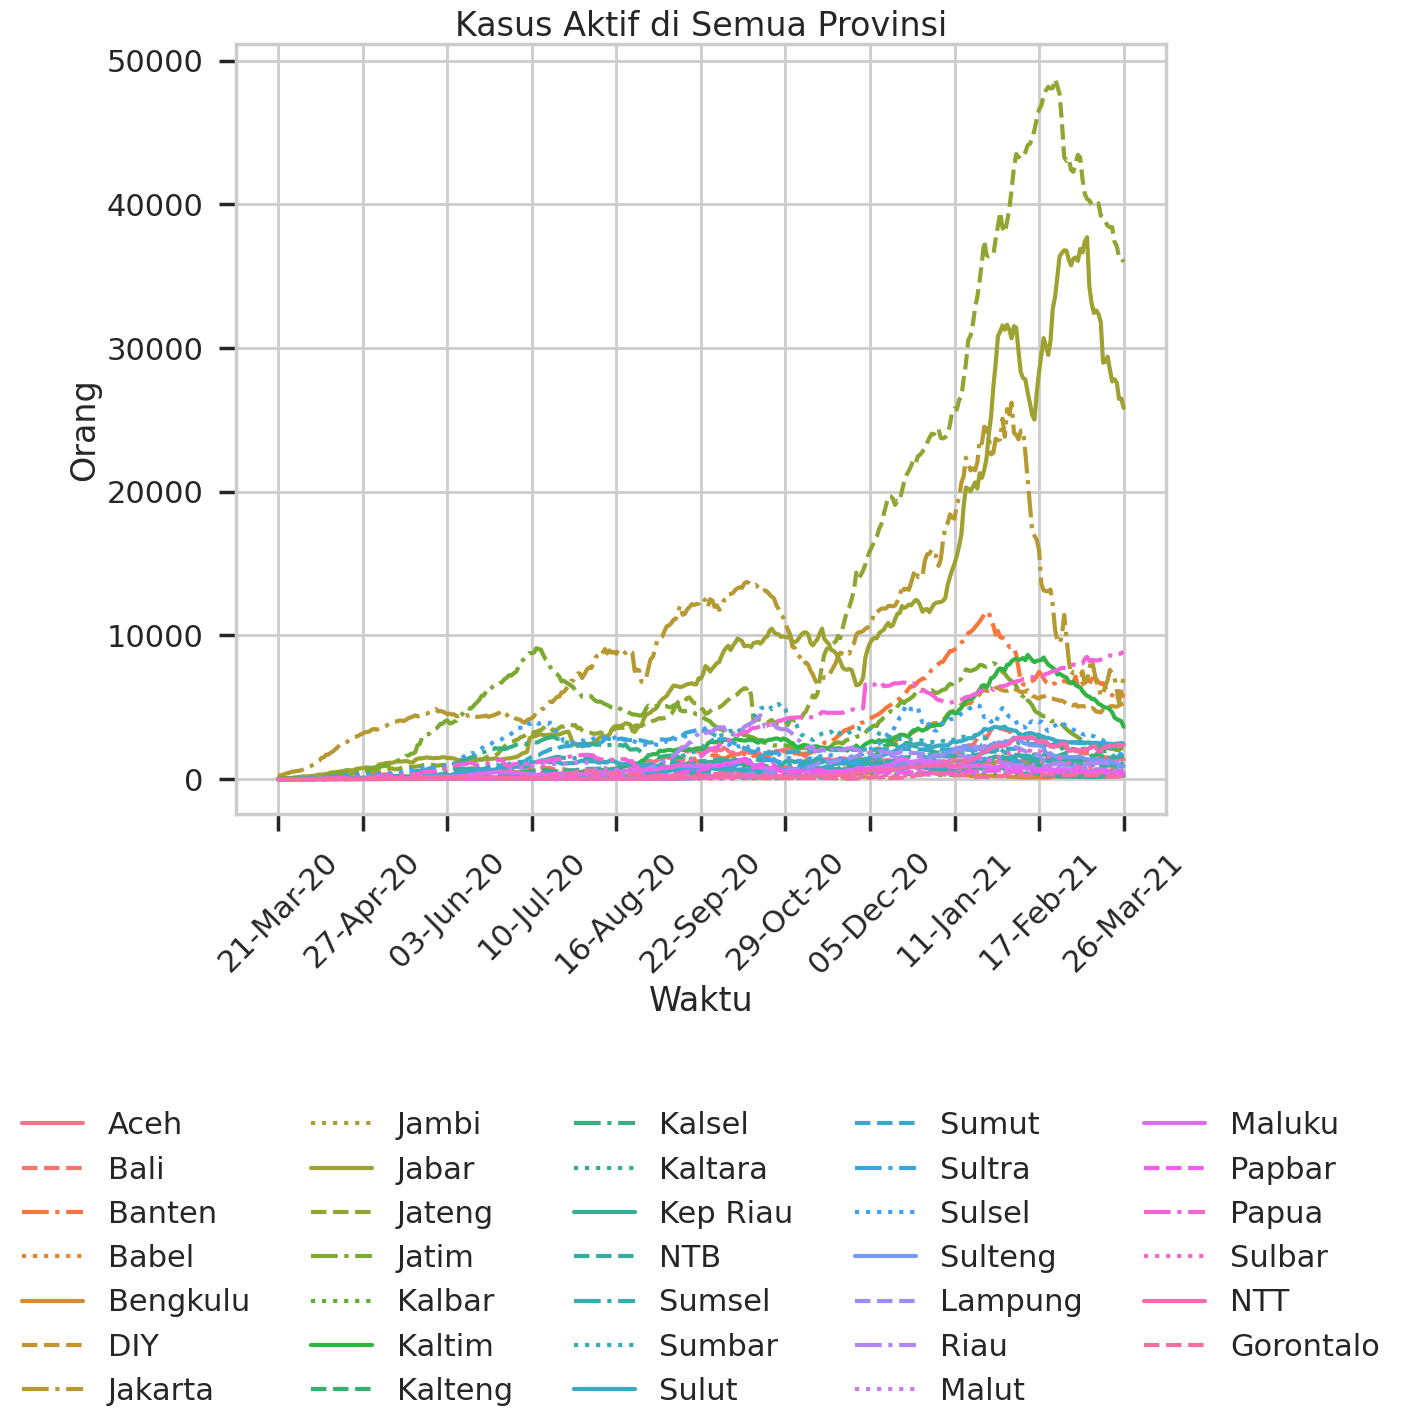 Kasus Aktif di Semua Provinsi
50000
40000
30000
20000
10000
0
Orang
21-Mar-20
27-Apr-20
03-Jun-20
10-Jul-20
16-Aug-20
22-Sep-20
29-Oct-20
05-Dec-20
11-Jan-21
17-Feb-21
26-Mar-21
Waktu
Aceh
Bali
Banten
Babel
Bengkulu
DIY
Jakarta
Jambi
Jabar
Jateng
Jatim
Kalbar
Kaltim
Kalteng
Kalsel
Kaltara
Kep Riau
NTB
Sumsel
Sumbar
Sulut
Sumut
Sultra
Sulsel
Sulteng
Lampung
Riau
Malut
Maluku
Papbar
Papua
Sulbar
NTT
Gorontalo